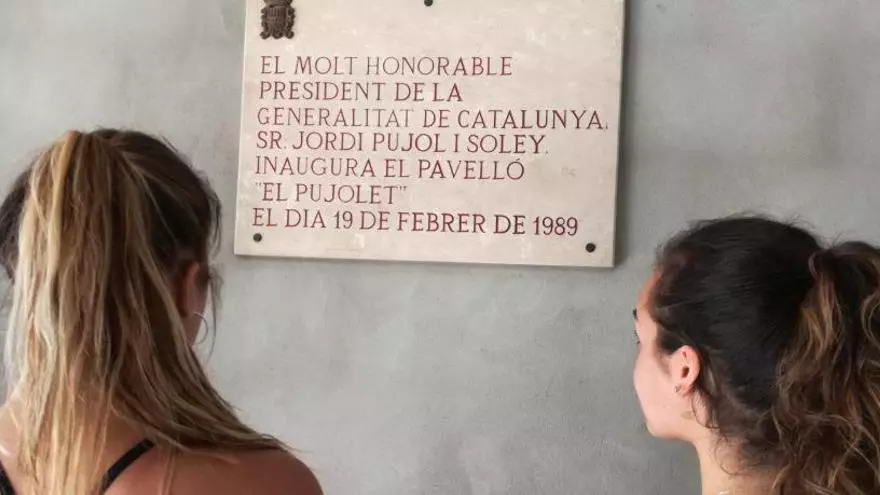 EL MOLT HONORABLE
PRESIDENT DE LA
GENERALITAT DE CATALUNYA,
SR. JORDI PUJOL I SOLEY,
INAUGURA EL PAVELLÓ
"EL PUJOLET"
EL DIA 19 DE FEBRER DE 1989